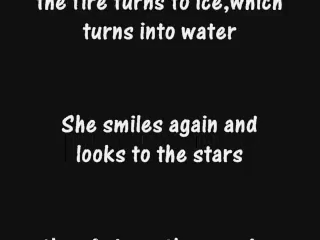 the fire turns to ice,which
turns into water
She smiles again and
looks to the stars